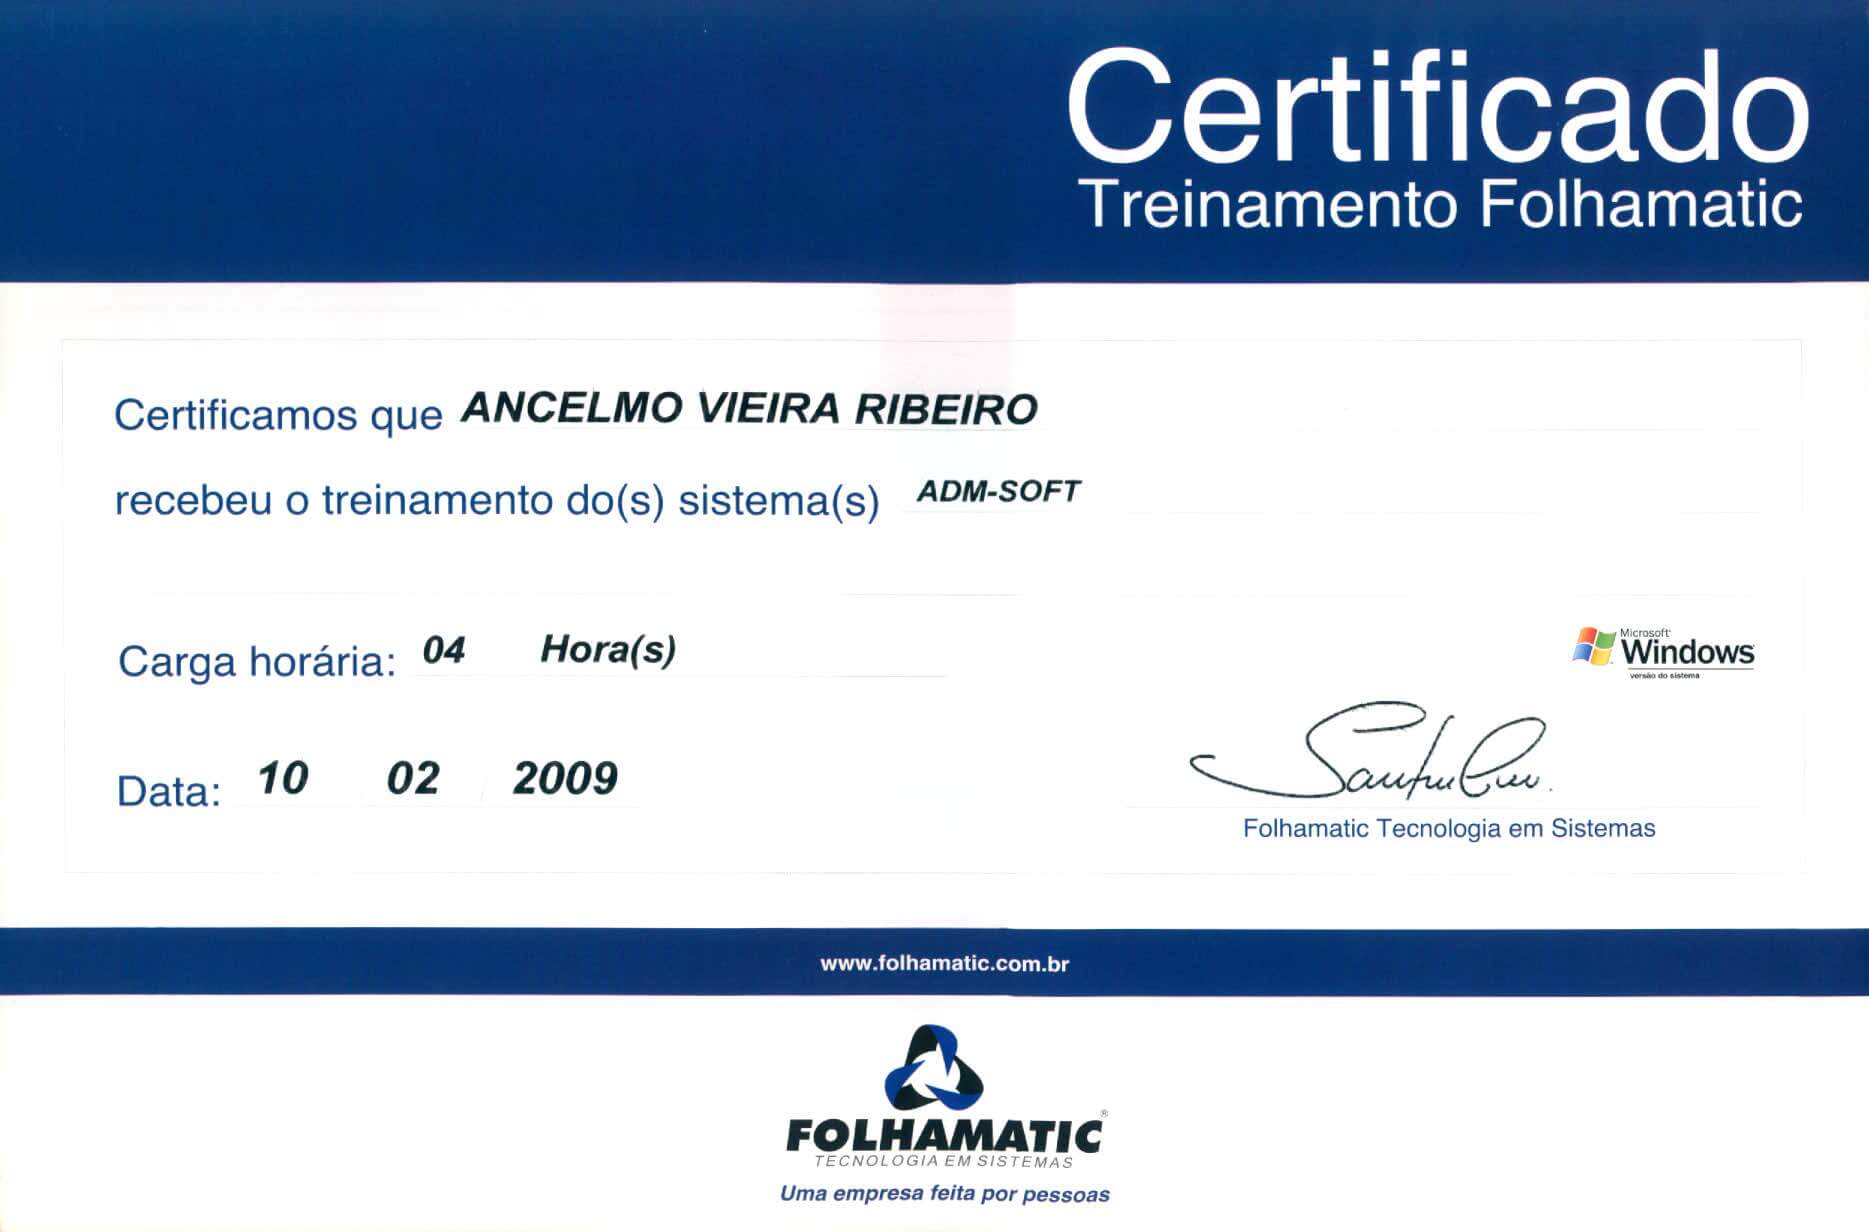 Certificado
Treinamento Folhamatic
Certificamos que ANCELMO VIEIRA RIBEIRO
recebeu o treinamento do(s) sistema(s) ADM-SOFT
Carga horária: 04 Hora(s)
Microsoft
Windows
versão do sistema
Data: 10 02 2009
Folhamatic Tecnologia em Sistemas
www.folhamatic.com.br
FOLHAMATIC®
TECNOLOGIA EM SISTEMAS
Uma empresa feita por pessoas